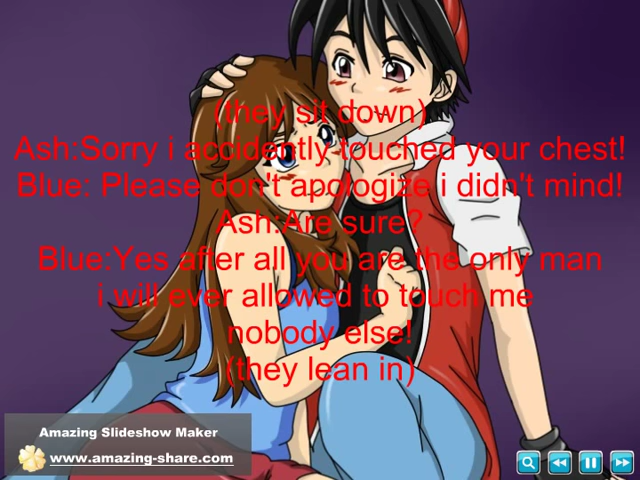 (they sit down)
Ash:Sorry i accidently touched your chest!
Blue: Please don't apologize i didn't mind!
Ash:Are sure?
Blue:Yes after all you are the only man
i will ever allowed to touch me
nobody else!
(they lean in)
Amazing Slideshow Maker
www.amazing-share.com